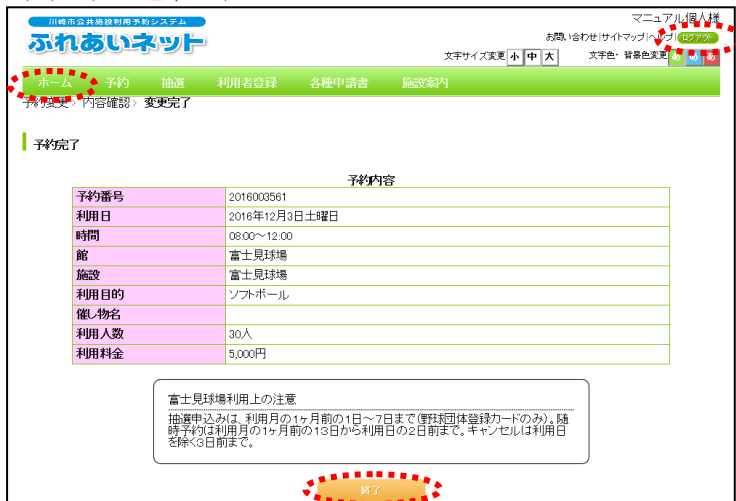 川崎市公共施設利用予約システム
ふれあいネット
マニュアル個人様
お問い合わせ|サイトマップ|ヘルプ|ログアウト
文字サイズ変更 小 中 大 文字色・背景色変更 あ あ あ
ホーム 予約 抽選 利用者登録 各種申請書 施設案内
予約変更> 内容確認> 変更完了
予約完了
予約内容
予約番号 2016003561
利用日 2016年12月3日土曜日
時間 08:00～12:00
館 富士見球場
施設 富士見球場
利用目的 ソフトボール
催し物名
利用人数 30人
利用料金 5,000円
富士見球場利用上の注意
抽選申込みは、利用月の1ヶ月前の1日～7日まで(野球団体登録カードのみ)。随
時予約は利用月の1ヶ月前の13日から利用日の2日前まで。キャンセルは利用日
を除く3日前まで。
終了